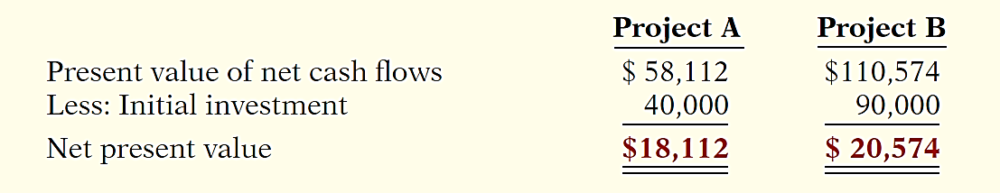 Project A Project B
Present value of net cash flows $ 58,112 $110,574
Less: Initial investment 40,000 90,000
Net present value $18,112 $ 20,574